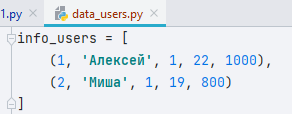 1.py data_users.py
info_users = [
(1, 'Алексей', 1, 22, 1000),
(2, 'Миша', 1, 19, 800)
]